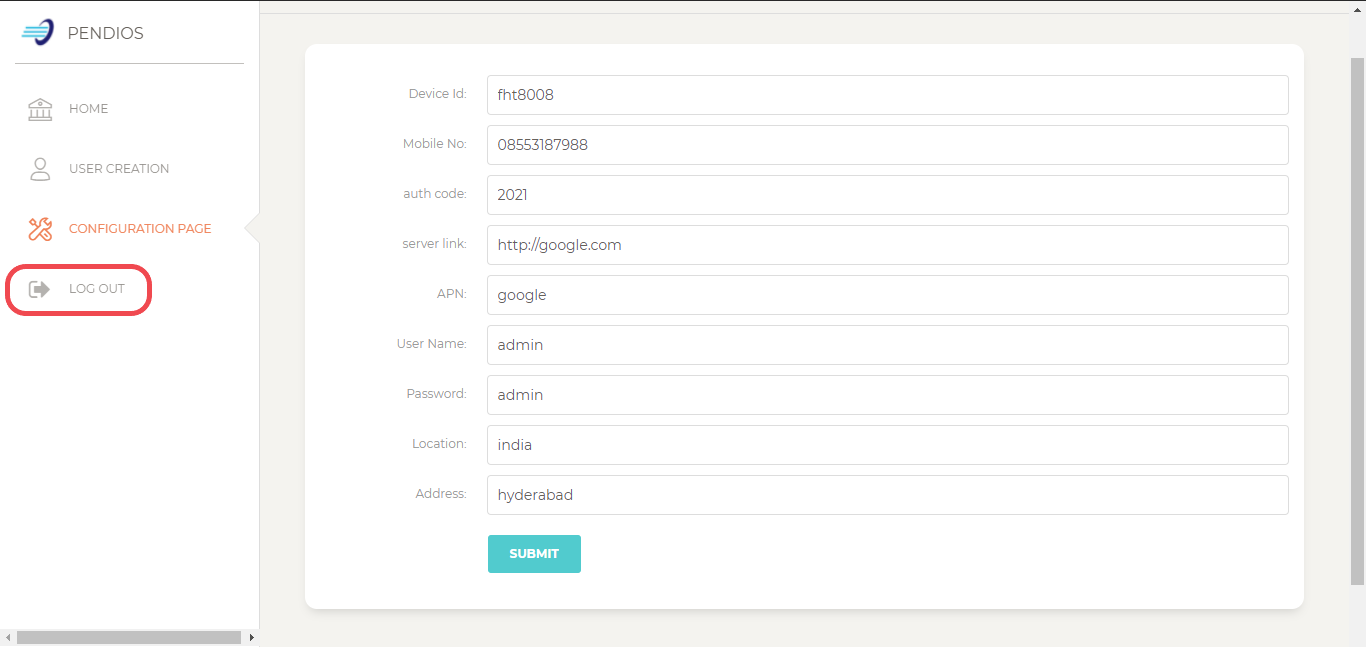 PENDIOS
HOME
USER CREATION
CONFIGURATION PAGE
LOG OUT
Device Id: fht8008
Mobile No: 08553187988
auth code: 2021
server link: http://google.com
APN: google
User Name: admin
Password: admin
Location: india
Address: hyderabad
SUBMIT